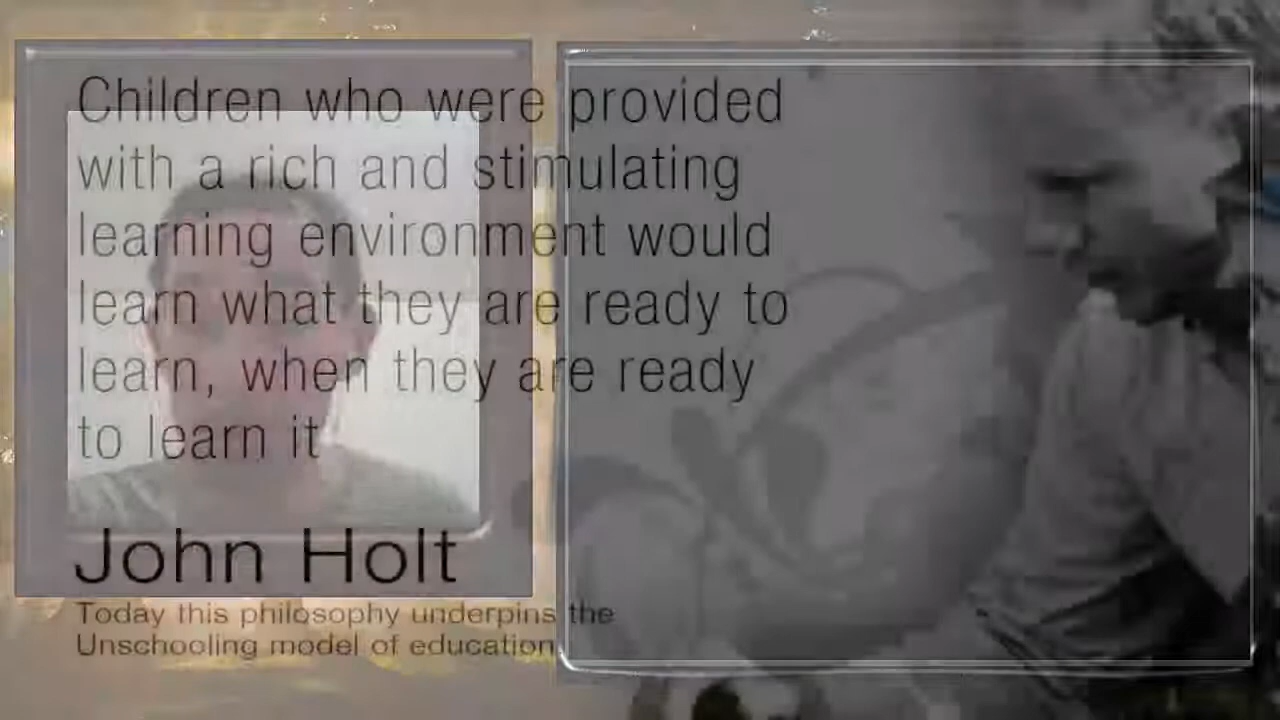 Children who were provided
with a rich and stimulating
learning environment would
learn what they are ready to
learn, when they are ready
to learn it
John Holt
Today this philosophy underpins the
Unschooling model of education